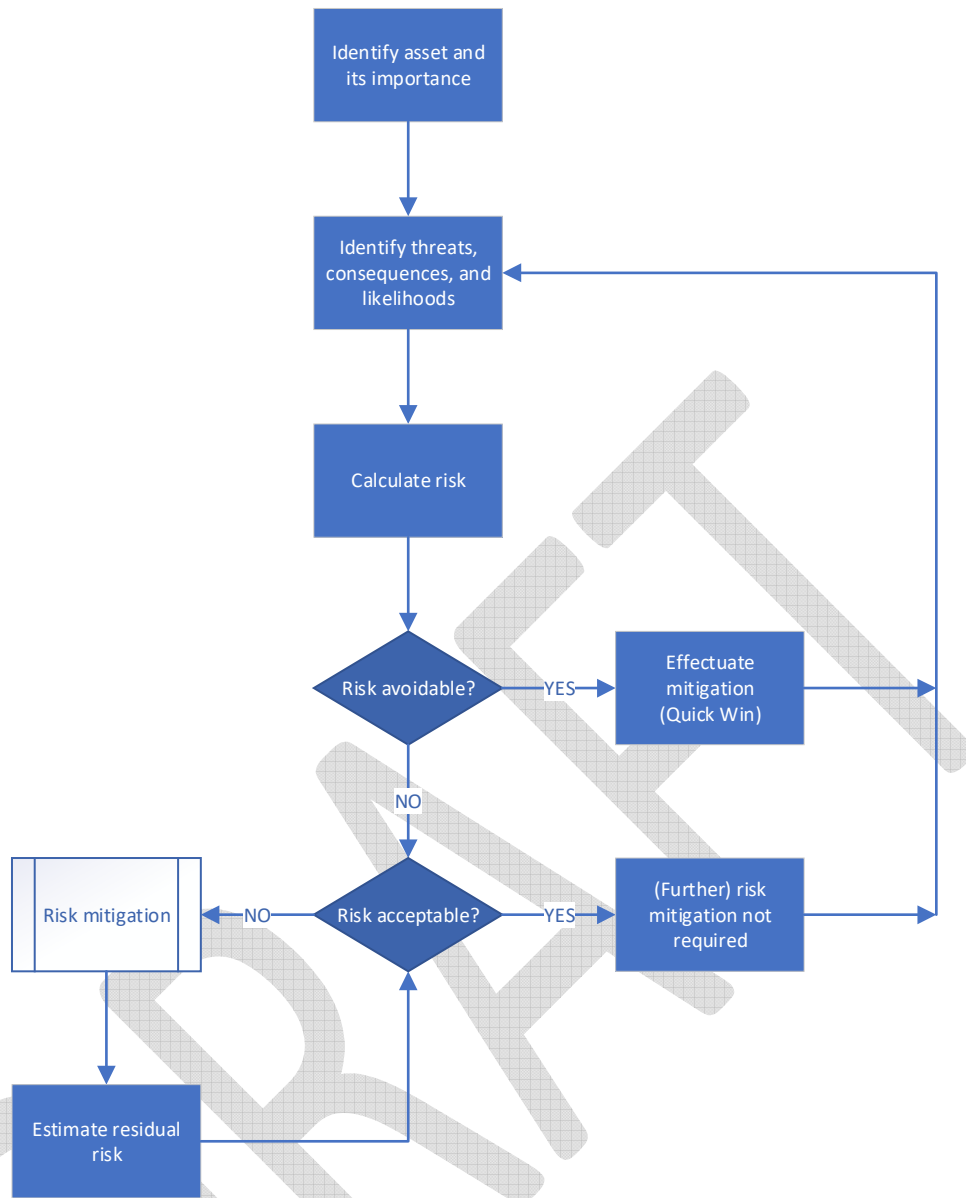 Identify asset and
its importance
Identify threats,
consequences, and
likelihoods
Calculate risk
Risk avoidable?
YES
Effectuate
mitigation
(Quick Win)
NO
Risk mitigation
NO
Risk acceptable?
YES
(Further) risk
mitigation not
required
Estimate residual
risk
DRAFT